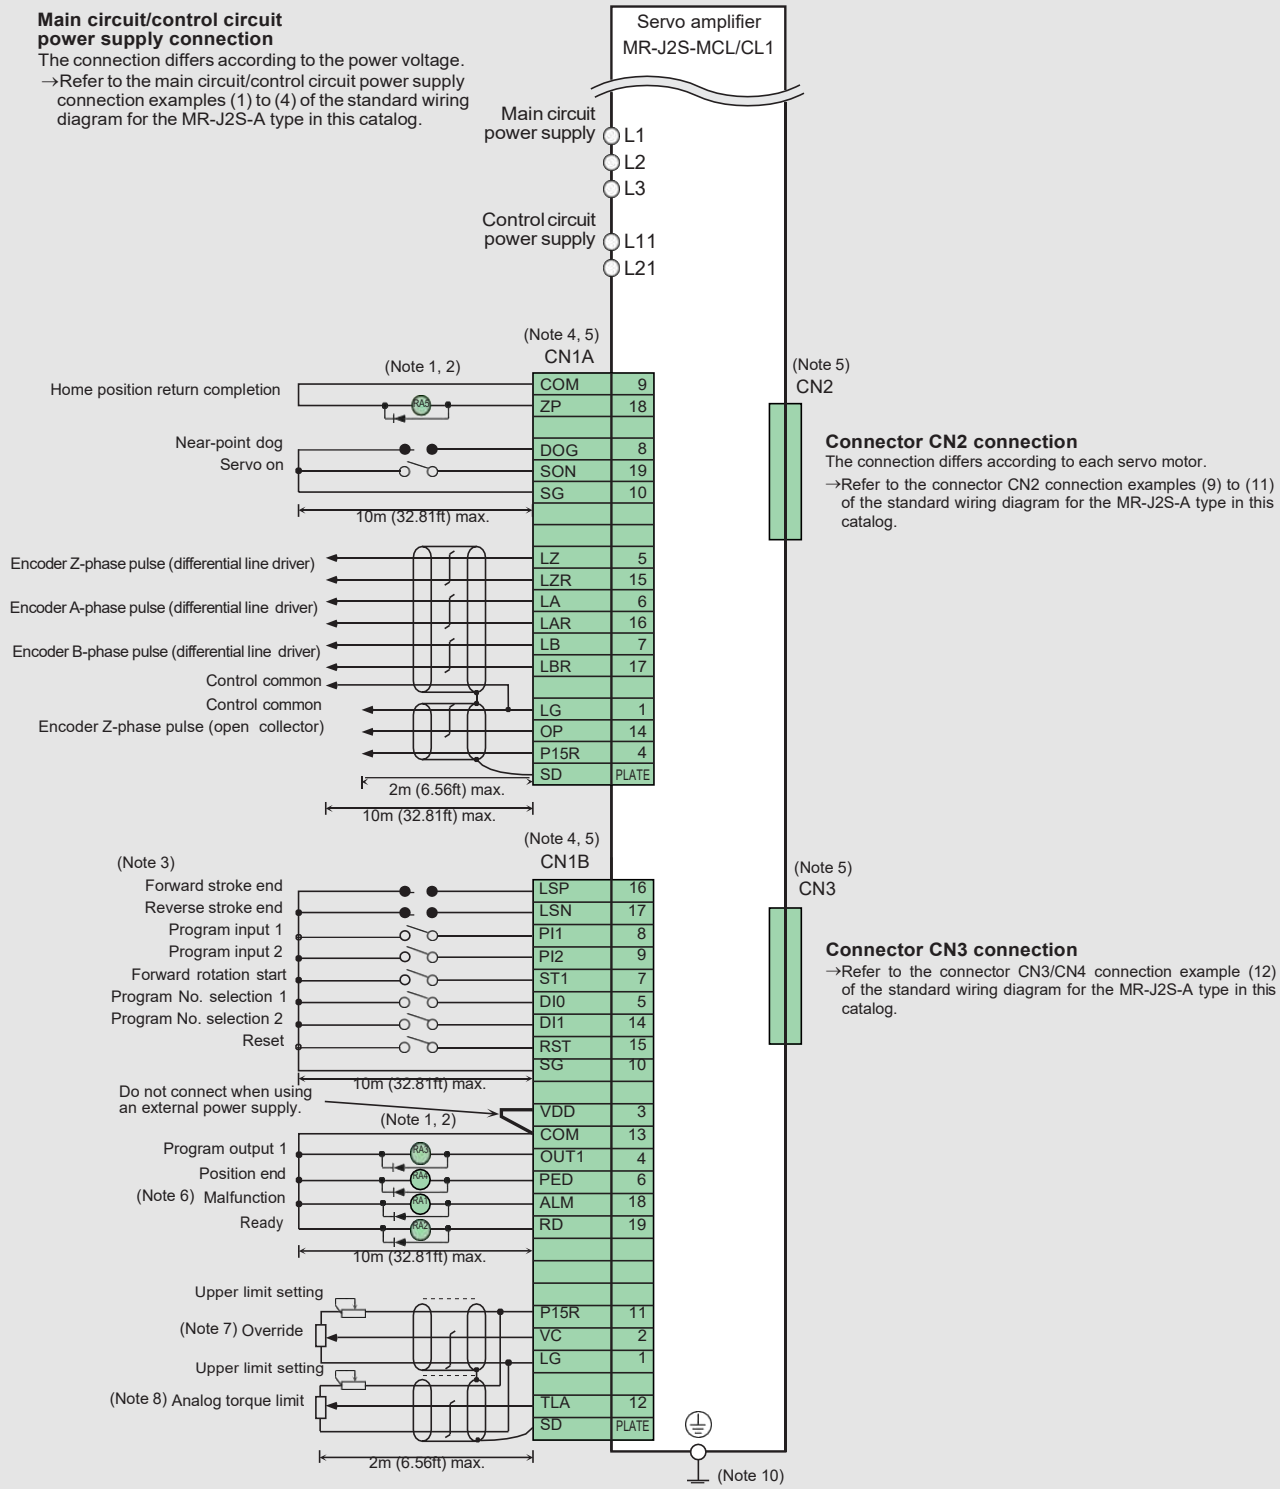 Main circuit/control circuit
power supply connection
The connection differs according to the power voltage.
→Refer to the main circuit/control circuit power supply
connection examples (1) to (4) of the standard wiring
diagram for the MR-J2S-A type in this catalog.
Servo amplifier
MR-J2S-MCL/CL1
Main circuit
power supply
L1
L2
L3
Control circuit
power supply
L11
L21
(Note 4, 5)
CN1A
(Note 1, 2)
Home position return completion
COM 9
RA5
ZP 18
Near-point dog
DOG 8
Servo on
SON 19
SG 10
10m (32.81ft) max.
Encoder Z-phase pulse (differential line driver)
LZ 5
LZR 15
Encoder A-phase pulse (differential line driver)
LA 6
LAR 16
Encoder B-phase pulse (differential line driver)
LB 7
LBR 17
Control common
Control common
LG 1
Encoder Z-phase pulse (open collector)
OP 14
P15R 4
SD PLATE
2m (6.56ft) max.
10m (32.81ft) max.
(Note 5)
CN2
Connector CN2 connection
The connection differs according to each servo motor.
→Refer to the connector CN2 connection examples (9) to (11)
of the standard wiring diagram for the MR-J2S-A type in this
catalog.
(Note 4, 5)
CN1B
(Note 3)
Forward stroke end
LSP 16
Reverse stroke end
LSN 17
Program input 1
PI1 8
Program input 2
PI2 9
Forward rotation start
ST1 7
Program No. selection 1
DI0 5
Program No. selection 2
DI1 14
Reset
RST 15
SG 10
10m (32.81ft) max.
Do not connect when using
an external power supply.
(Note 1, 2)
VDD 3
COM 13
Program output 1
RA3
OUT1 4
Position end
RA4
PED 6
(Note 6) Malfunction
RA1
ALM 18
Ready
RA2
RD 19
10m (32.81ft) max.
Upper limit setting
P15R 11
(Note 7) Override
VC 2
LG 1
Upper limit setting
(Note 8) Analog torque limit
TLA 12
SD PLATE
2m (6.56ft) max.
(Note 5)
CN3
Connector CN3 connection
→Refer to the connector CN3/CN4 connection example (12)
of the standard wiring diagram for the MR-J2S-A type in this
catalog.
(Note 10)